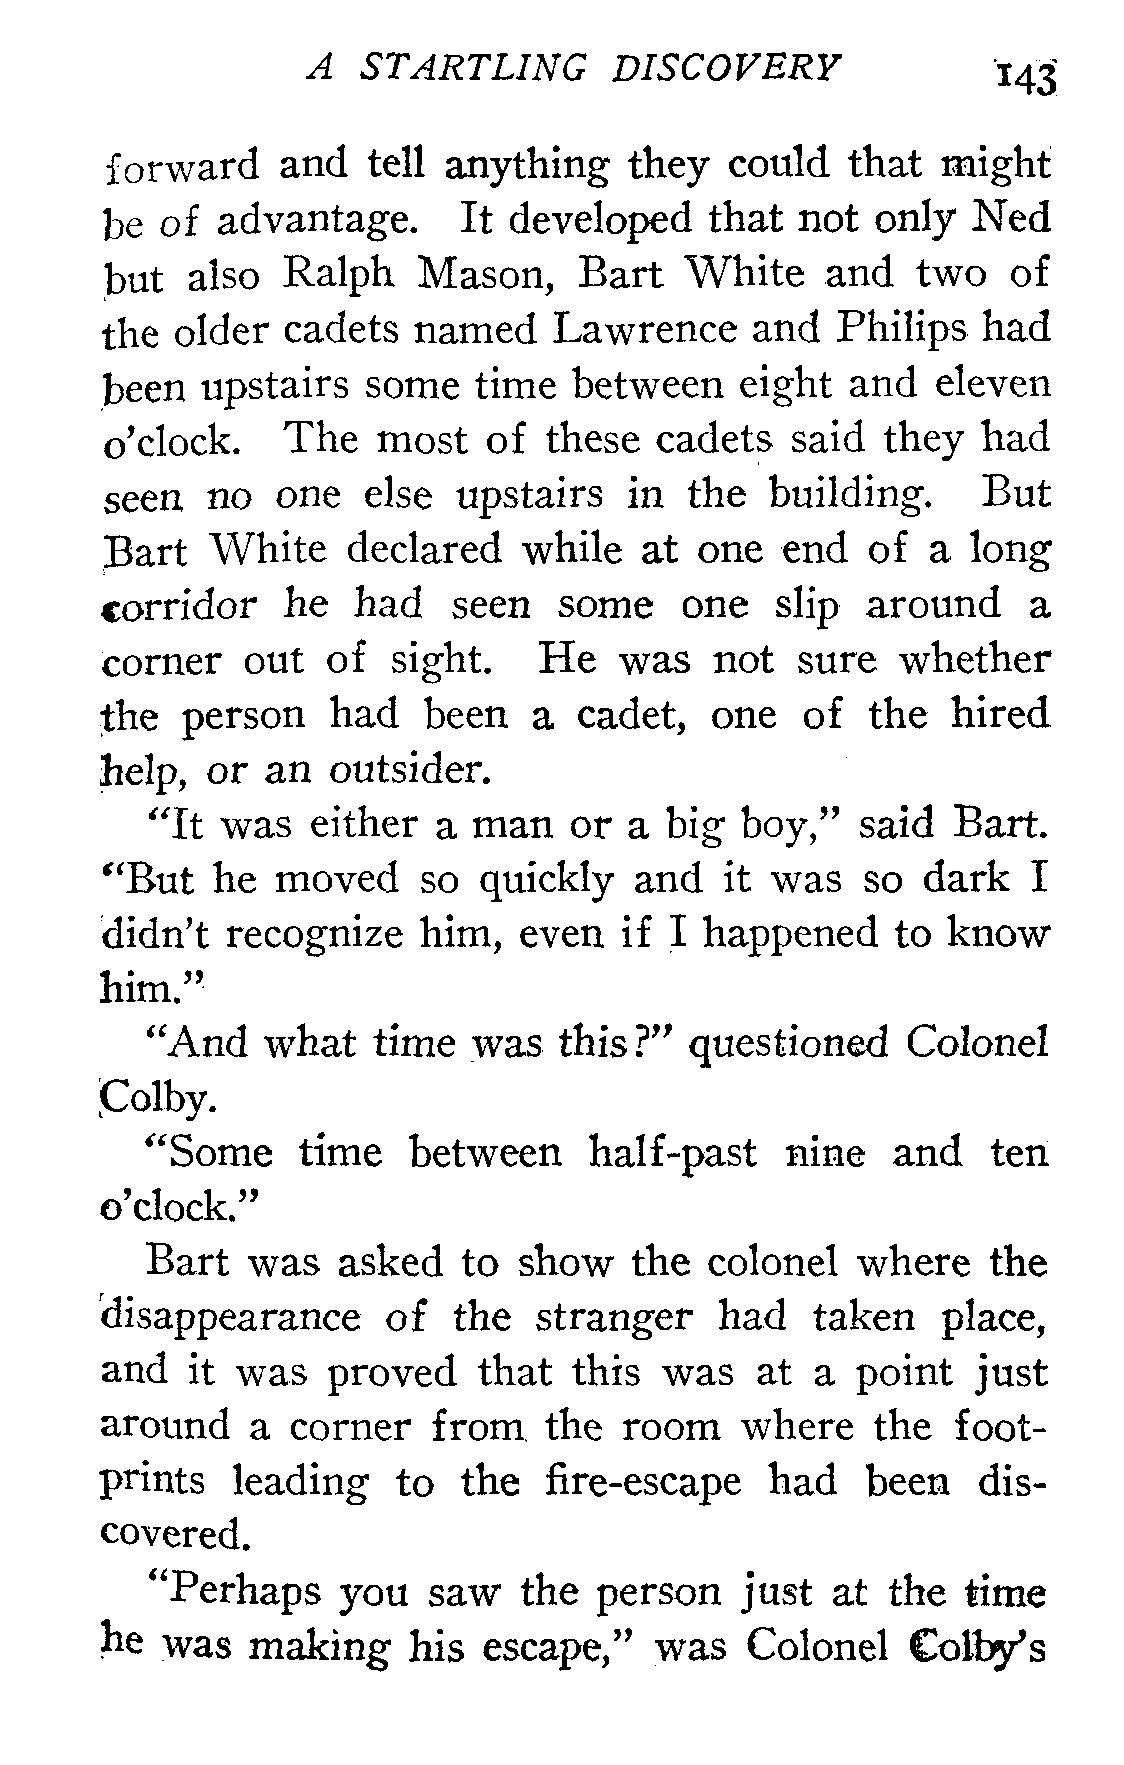 A STARTLING DISCOVERY 143
forward and tell anything they could that might
be of advantage. It developed that not only Ned
but also Ralph Mason, Bart White and two of
the older cadets named Lawrence and Philips had
been upstairs some time between eight and eleven
o'clock. The most of these cadets said they had
seen no one else upstairs in the building. But
Bart White declared while at one end of a long
corridor he had seen some one slip around a
corner out of sight. He was not sure whether
the person had been a cadet, one of the hired
help, or an outsider.
"It was either a man or a big boy," said Bart.
"But he moved so quickly and it was so dark I
didn't recognize him, even if I happened to know
him."
"And what time was this?" questioned Colonel
Colby.
"Some time between half-past nine and ten
o'clock."
Bart was asked to show the colonel where the
disappearance of the stranger had taken place,
and it was proved that this was at a point just
around a corner from the room where the foot-
prints leading to the fire-escape had been dis-
covered.
"Perhaps you saw the person just at the time
he was making his escape," was Colonel Colby's